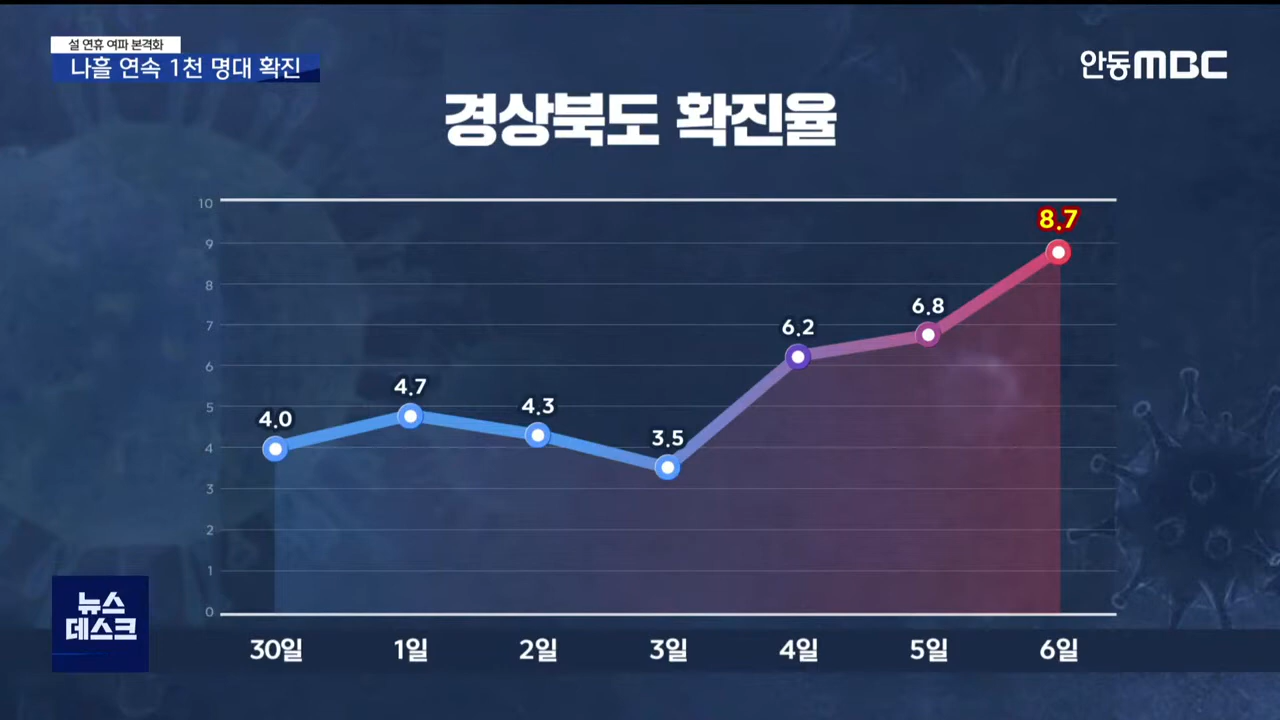 설 연휴 여파 본격화
나흘 연속 1천 명대 확진
안동MBC
경상북도 확진율
10
9
8
7
6
5
4
3
2
1
0
4.0
4.7
4.3
3.5
6.2
6.8
8.7
30일
1일
2일
3일
4일
5일
6일
뉴스
데스크